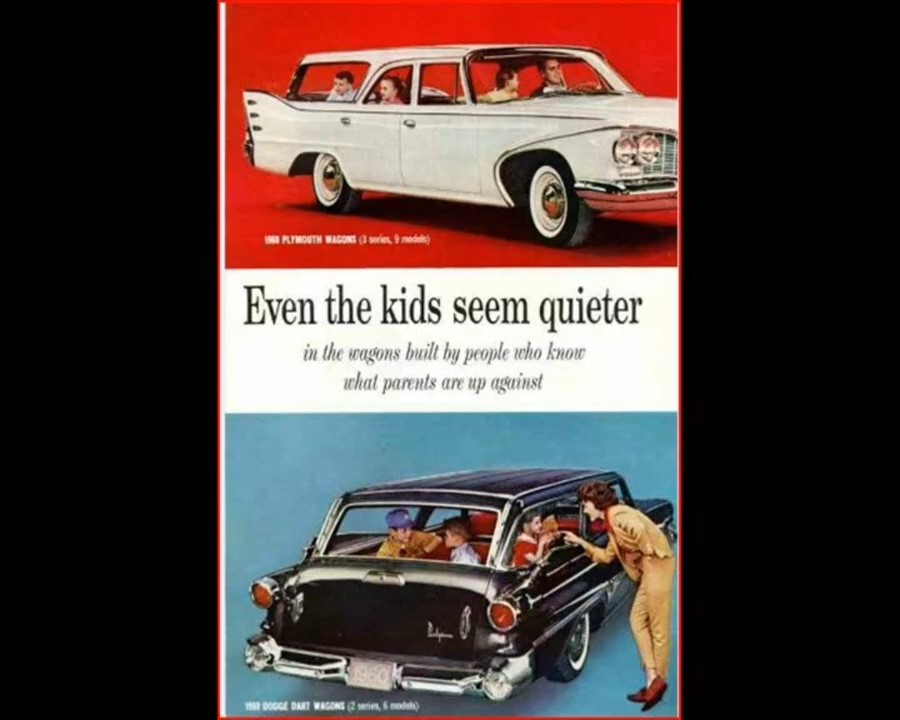 1960 PLYMOUTH WAGONS (3 series, 9 models)
Even the kids seem quieter
in the wagons built by people who know
what parents are up against
1960
1960 DODGE DART WAGONS (2 series, 6 models)